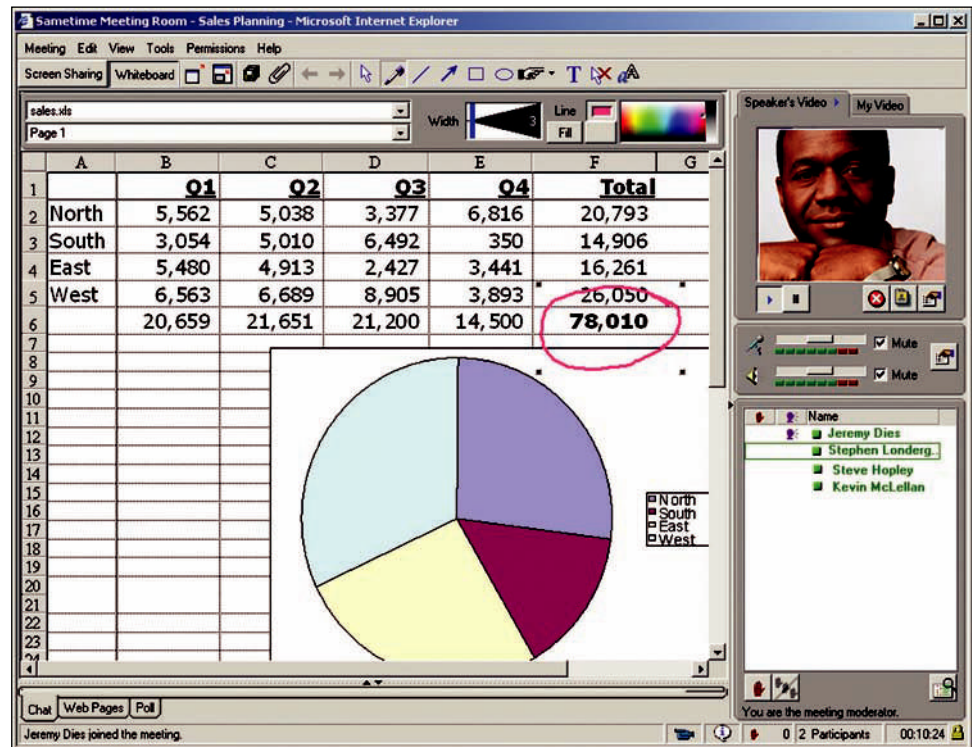 Sametime Meeting Room - Sales Planning - Microsoft Internet Explorer
Meeting Edit View Tools Permissions Help
Screen Sharing Whiteboard T A
sales.xls
Page 1
Width 3
Line
Fill
Speaker's Video My Video
A B C D E F G
1 Q1 Q2 Q3 Q4 Total
2 North 5,562 5,038 3,377 6,816 20,793
3 South 3,054 5,010 6,492 350 14,906
4 East 5,480 4,913 2,427 3,441 16,261
5 West 6,563 6,689 8,905 3,893 26,050
6 20,659 21,651 21,200 14,500 78,010
7
8
9
10
11
12
13
14
15
16
17
18
19
20
21
22
23
24
North
South
East
West
Mute
Mute
Name
Jeremy Dies
Stephen Londerg..
Steve Hopley
Kevin McLellan
You are the meeting moderator.
Chat Web Pages Poll
Jeremy Dies joined the meeting. 0 2 Participants 00:10:24